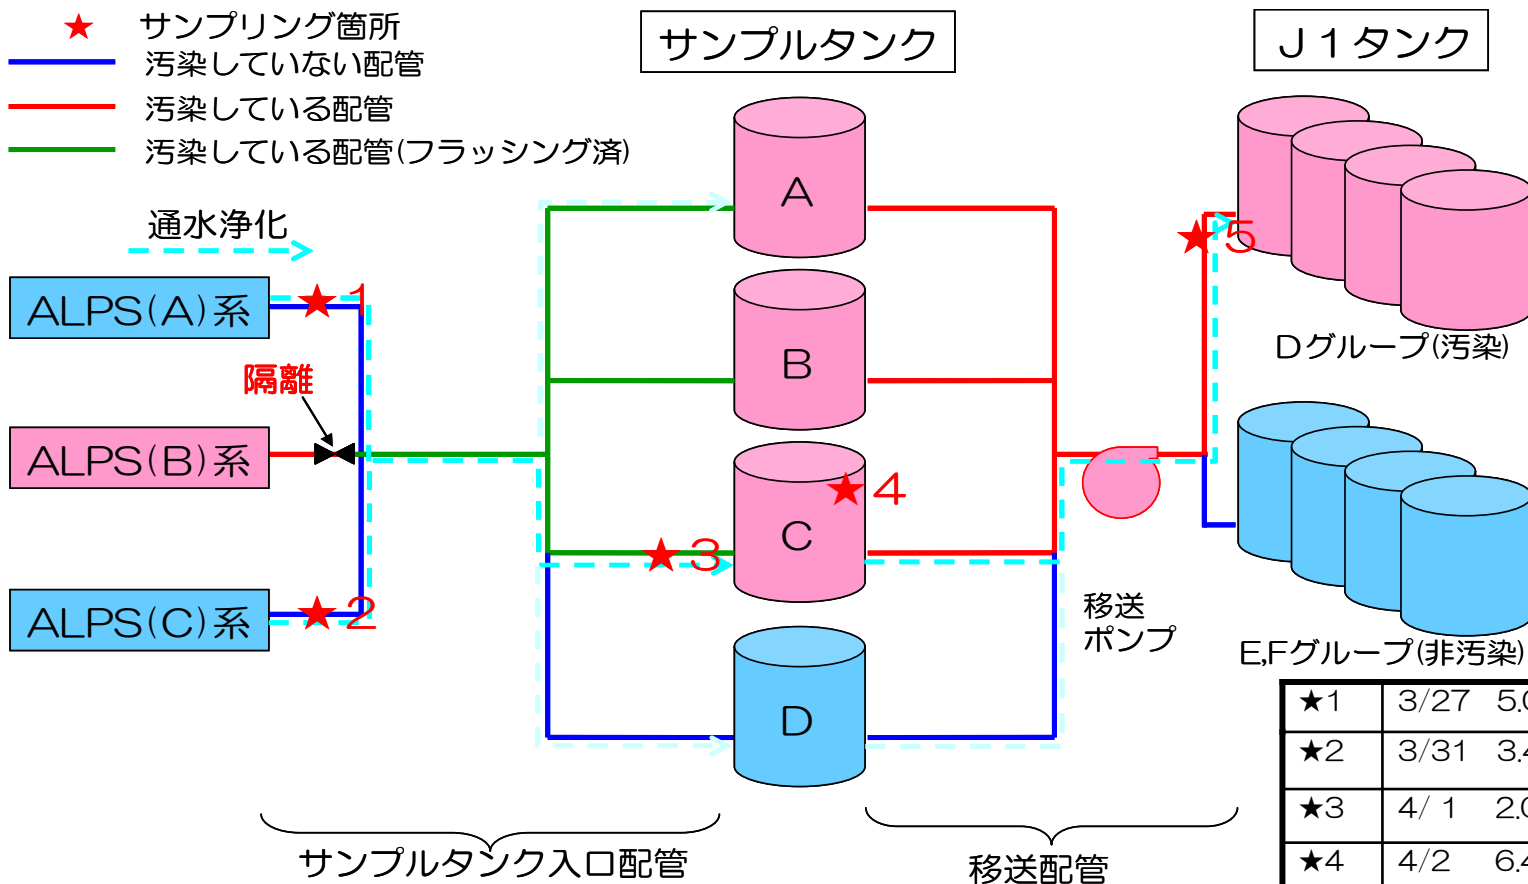 ★ サンプリング箇所
汚染していない配管
汚染している配管
汚染している配管(フラッシング済)
通水浄化
サンプルタンク
J1タンク
ALPS(A)系
★1
隔離
ALPS(B)系
ALPS(C)系
★2
A
B
C
D
★3
★4
★5
移送
ポンプ
Dグループ(汚染)
E,Fグループ(非汚染)
サンプルタンク入口配管
移送配管
★1 3/27
★2 3/31
★3 4/ 1
★4 4/2